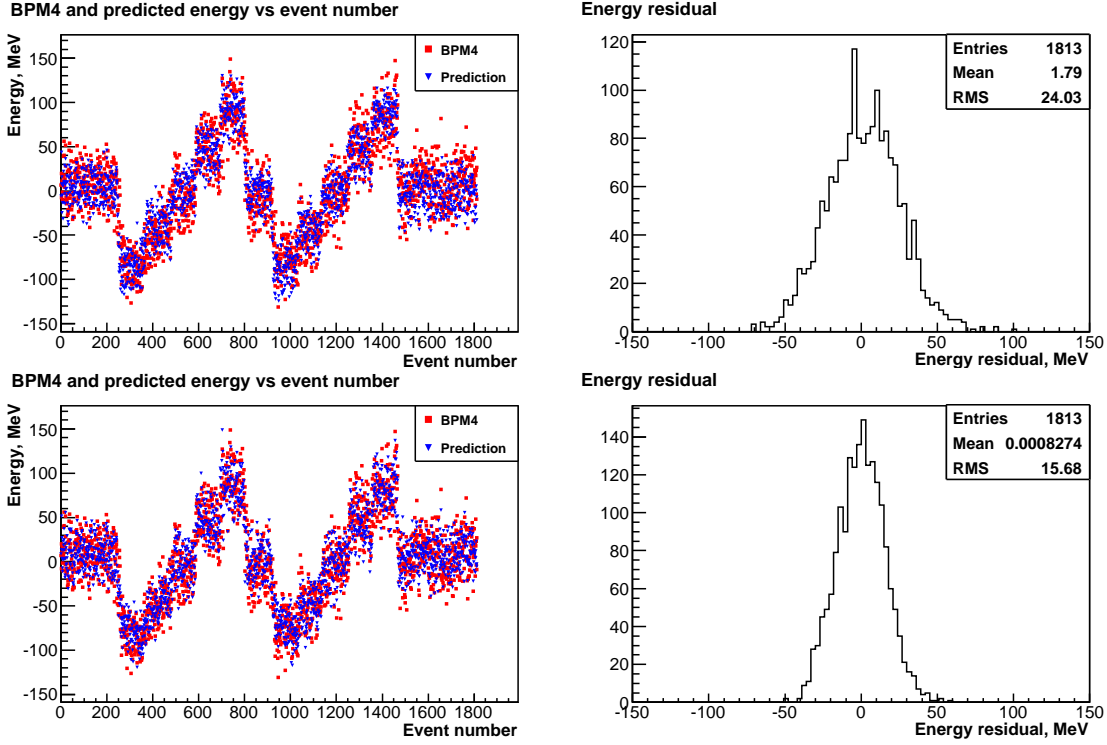 BPM4 and predicted energy vs event number
Energy, MeV
150
100
50
0
-50
-100
-150
0 200 400 600 800 1000 1200 1400 1600 1800
Event number
BPM4
Prediction
Energy residual
120
100
80
60
40
20
0
-150 -100 -50 0 50 100 150
Energy residual, MeV
Entries 1813
Mean 1.79
RMS 24.03
BPM4 and predicted energy vs event number
Energy, MeV
150
100
50
0
-50
-100
-150
0 200 400 600 800 1000 1200 1400 1600 1800
Event number
BPM4
Prediction
Energy residual
140
120
100
80
60
40
20
0
-150 -100 -50 0 50 100 150
Energy residual, MeV
Entries 1813
Mean 0.0008274
RMS 15.68